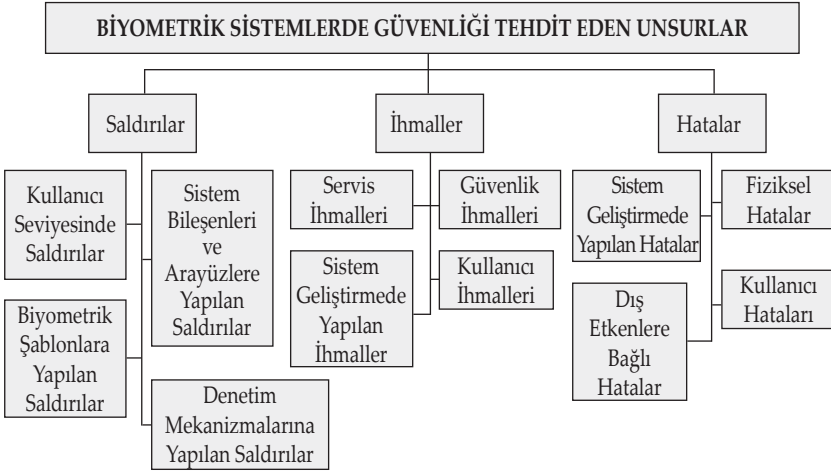 BİYOMETRİK SİSTEMLERDE GÜVENLİĞİ TEHDİT EDEN UNSURLAR
Saldırılar
Kullanıcı
Seviyesinde
Saldırılar
Sistem
Bileşenleri
ve
Arayüzlere
Yapılan
Saldırılar
Biyometrik
Şablonlara
Yapılan
Saldırılar
Denetim
Mekanizmalarına
Yapılan Saldırılar
İhmaller
Servis
İhmalleri
Güvenlik
İhmalleri
Sistem
Geliştirmede
Yapılan
İhmaller
Kullanıcı
İhmalleri
Hatalar
Sistem
Geliştirmede
Yapılan Hatalar
Fiziksel
Hatalar
Dış
Etkenlere
Bağlı
Hatalar
Kullanıcı
Hataları